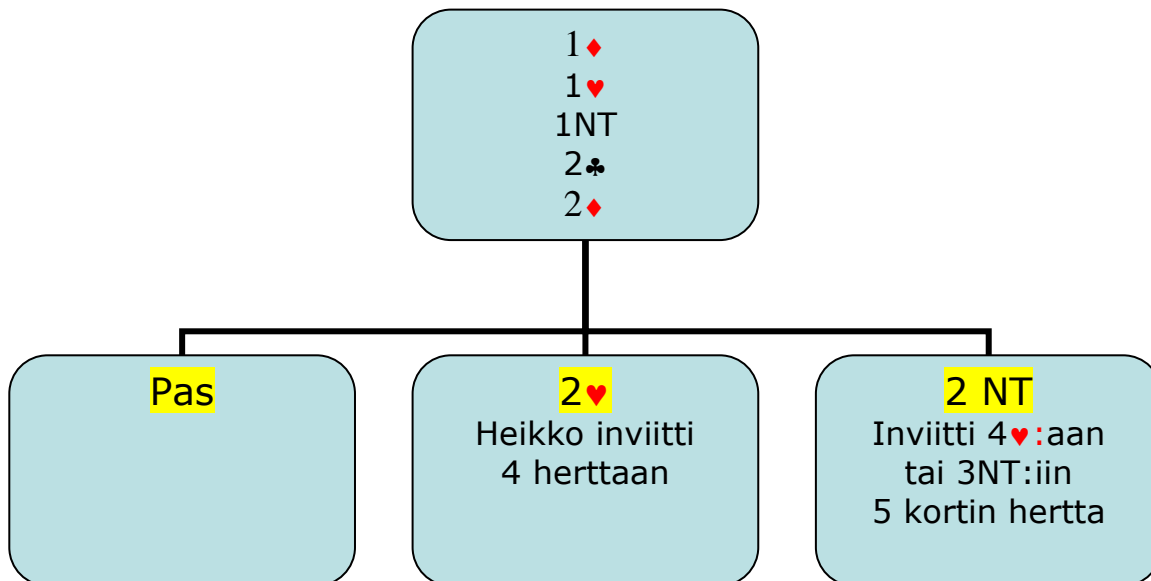 1♦
1♥
1NT
2♣
2♦
Pas
2♥
Heikko inviitti
4 herttaan
2 NT
Inviitti 4♥:aan
tai 3NT:iin
5 kortin hertta